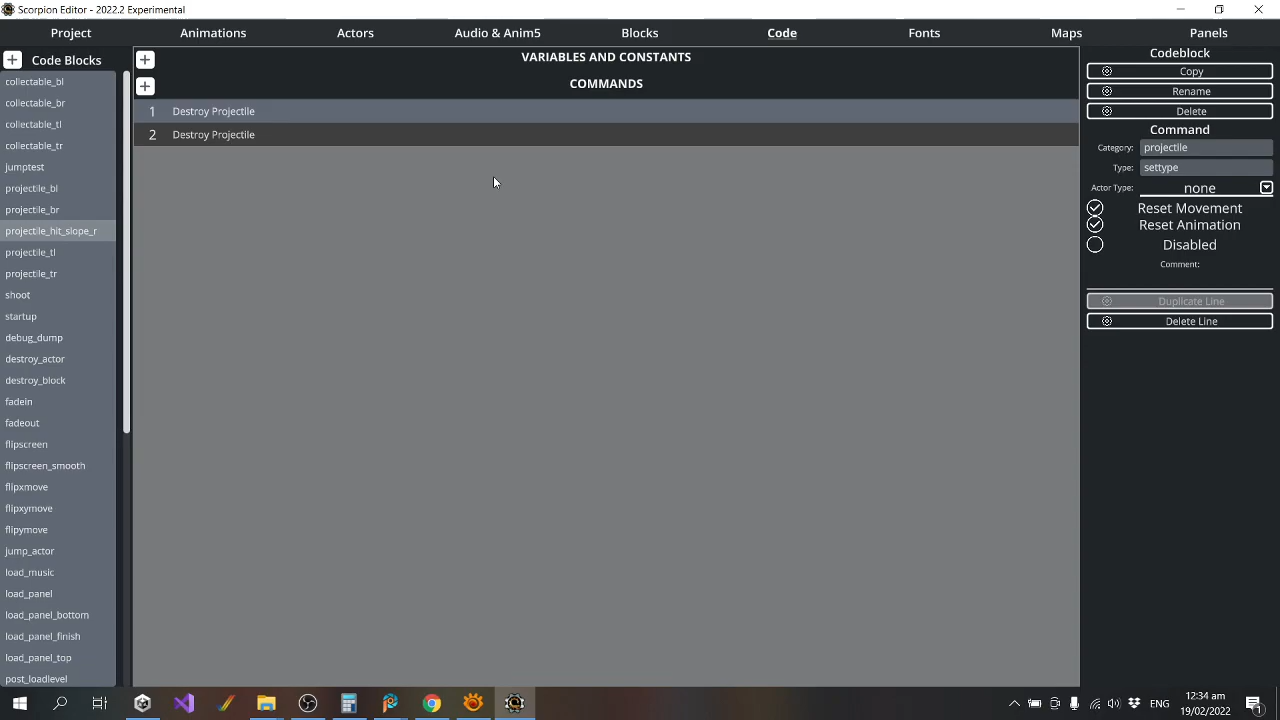 Scorpion Editor - 2022.2 Experimental
Project
Animations
Actors
Audio & Anim5
Blocks
Code
Fonts
Maps
Panels
Code Blocks
collectable_bl
collectable_br
collectable_tl
collectable_tr
jumptest
projectile_bl
projectile_br
projectile_hit_slope_r
projectile_tl
projectile_tr
shoot
startup
debug_dump
destroy_actor
destroy_block
fadein
fadeout
flipscreen
flipscreen_smooth
flipxmove
flipxymove
flipymove
jump_actor
load_music
load_panel
load_panel_bottom
load_panel_finish
load_panel_top
post_loadlevel
VARIABLES AND CONSTANTS
COMMANDS
1 Destroy Projectile
2 Destroy Projectile
Codeblock
Copy
Rename
Delete
Command
Category: projectile
Type: settype
Actor Type: none
Reset Movement
Reset Animation
Disabled
Comment:
Duplicate Line
Delete Line
ENG
12:34 am
19/02/2022